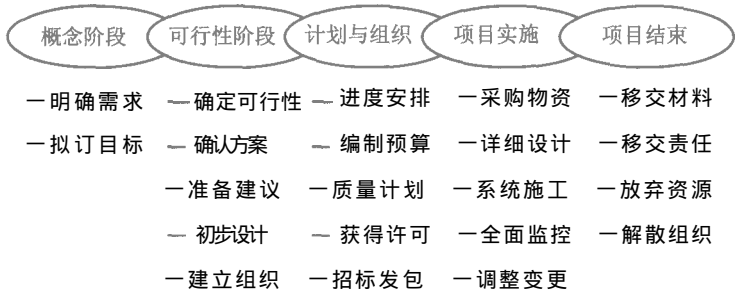 概念阶段 可行性阶段 计划与组织 项目实施 项目结束
一明确需求 一确定可行性 一进度安排 一采购物资 一移交材料
一拟订目标 一确认方案 一编制预算 一详细设计 一移交责任
一准备建议 一质量计划 一系统施工 一放弃资源
一初步设计 一获得许可 一全面监控 一解散组织
一建立组织 一招标发包 一调整变更